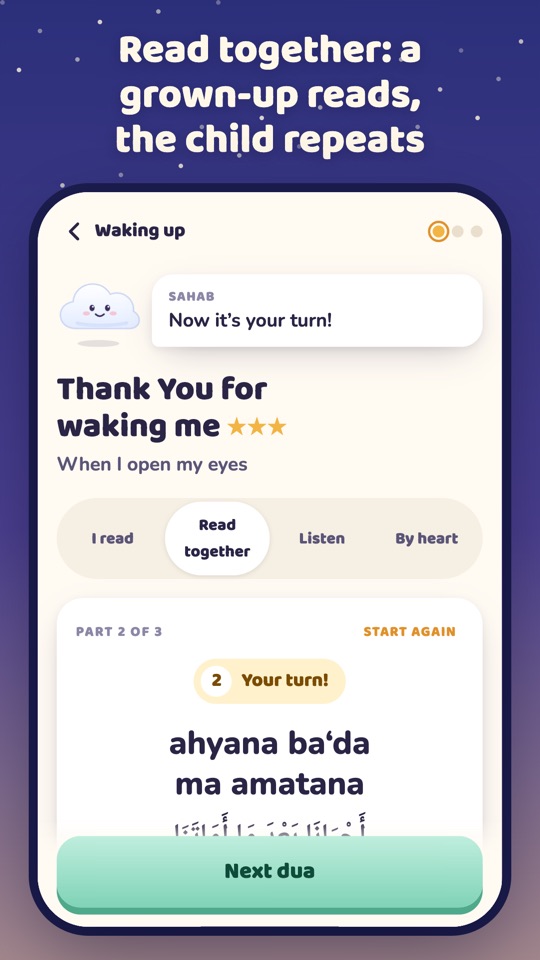 Read together: a
grown-up reads,
the child repeats
Waking up
SAHAB
Now it's your turn!
Thank You for
waking me
When I open my eyes
I read
Read
together
Listen
By heart
PART 2 OF 3
START AGAIN
2 Your turn!
ahyana ba‘da
ma amatana
أَحْيَانَا بَعْدَ مَا أَمَاتَنَا
Next dua